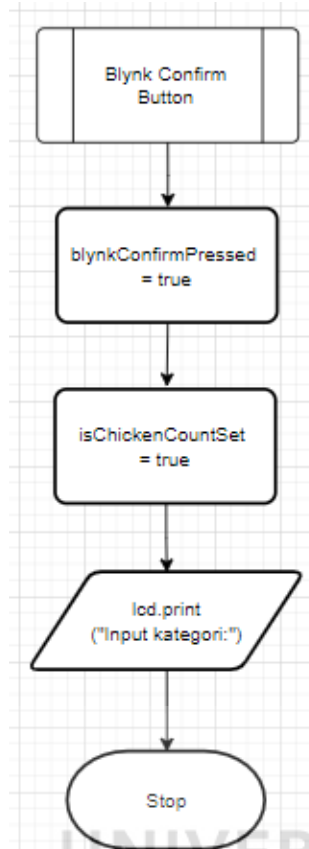 Blynk Confirm
Button
blynkConfirmPressed
= true
isChickenCountSet
= true
lcd.print
("Input kategori:")
Stop